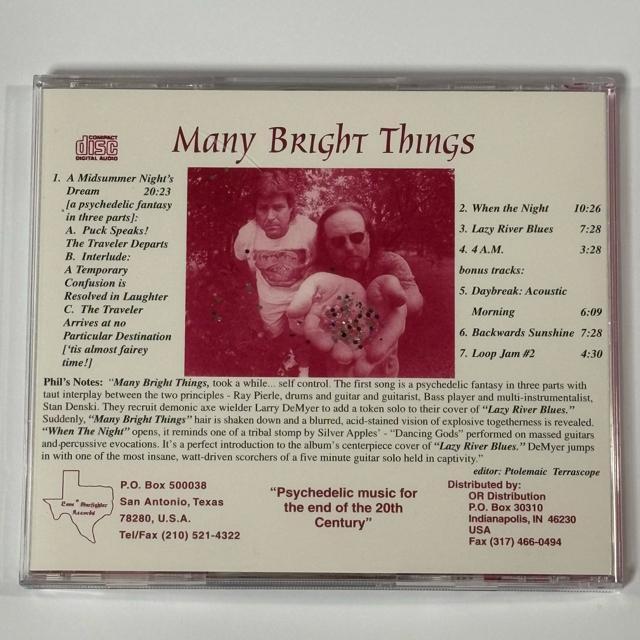 COMPACT
disc
DIGITAL AUDIO
Many Bright Things
1. A Midsummer Night's
Dream 20:23
[a psychedelic fantasy
in three parts]:
A. Puck Speaks!
The Traveler Departs
B. Interlude:
A Temporary
Confusion is
Resolved in Laughter
C. The Traveler
Arrives at no
Particular Destination
['tis almost fairey
time!]
2. When the Night 10:26
3. Lazy River Blues 7:28
4. 4 A.M. 3:28
bonus tracks:
5. Daybreak: Acoustic
Morning 6:09
6. Backwards Sunshine 7:28
7. Loop Jam #2 4:30
Phil's Notes: "Many Bright Things, took a while... self control. The first song is a psychedelic fantasy in three parts with
taut interplay between the two principles - Ray Pierle, drums and guitar and guitarist, Bass player and multi-instrumentalist,
Stan Denski. They recruit demonic axe wielder Larry DeMyer to add a token solo to their cover of "Lazy River Blues."
Suddenly, "Many Bright Things" hair is shaken down and a blurred, acid-stained vision of explosive togetherness is revealed.
"When The Night" opens, it reminds one of a tribal stomp by Silver Apples' - "Dancing Gods" performed on massed guitars
and percussive evocations. It's a perfect introduction to the album's centerpiece cover of "Lazy River Blues." DeMyer jumps
in with one of the most insane, watt-driven scorchers of a five minute guitar solo held in captivity."
editor: Ptolemaic Terrascope
Records
P.O. Box 500038
San Antonio, Texas
78280, U.S.A.
Tel/Fax (210) 521-4322
"Psychedelic music for
the end of the 20th
Century"
Distributed by:
OR Distribution
P.O. Box 30310
Indianapolis, IN 46230
USA
Fax (317) 466-0494